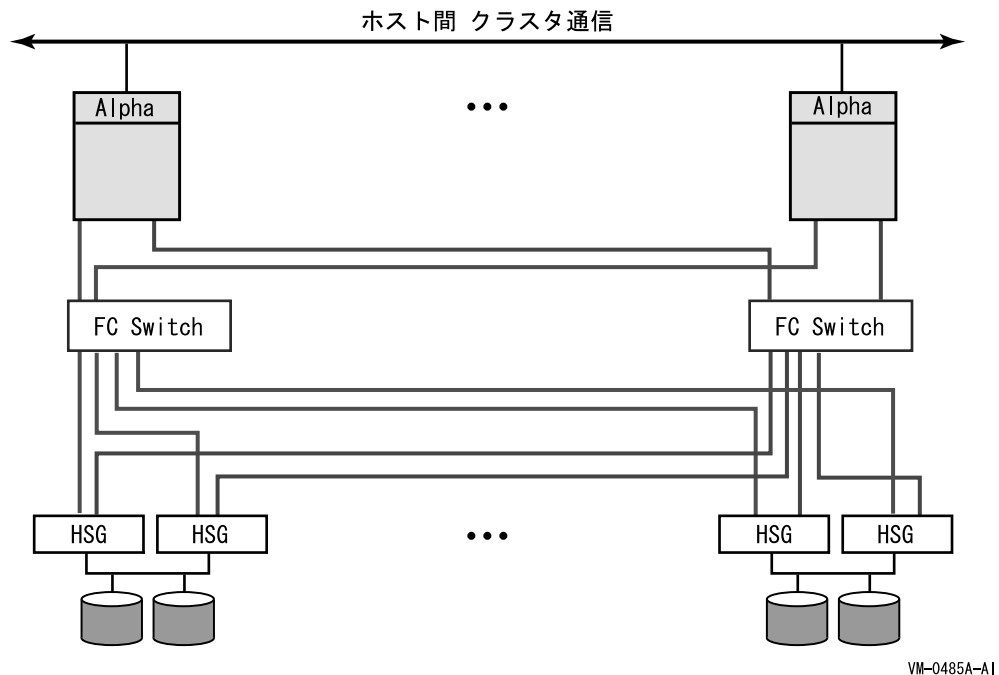 ホスト間 クラスタ通信
Alpha
Alpha
FC Switch
FC Switch
HSG
HSG
HSG
HSG
VM-0485A-AI